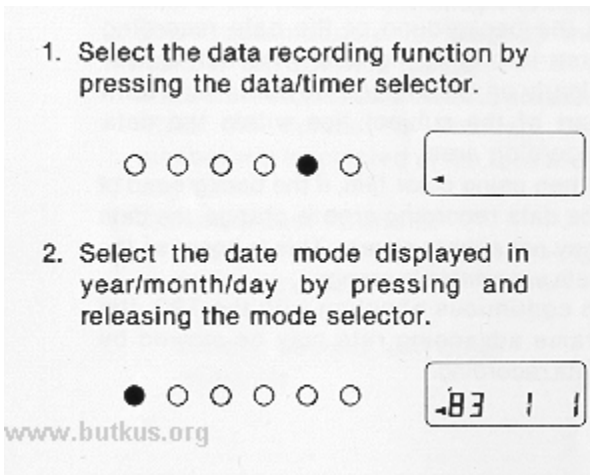 1. Select the data recording function by
pressing the data/timer selector.
2. Select the date mode displayed in
year/month/day by pressing and
releasing the mode selector.
83 1 1
www.butkus.org